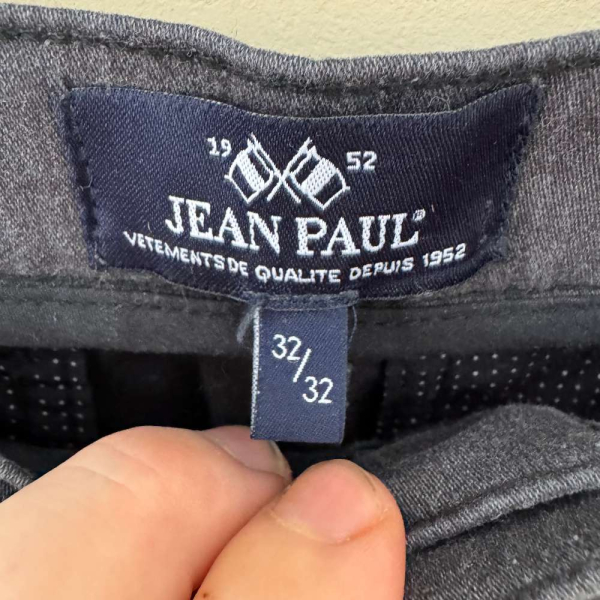 19 52
JEAN PAUL®
VETEMENTS DE QUALITE DEPUIS 1952
32/32